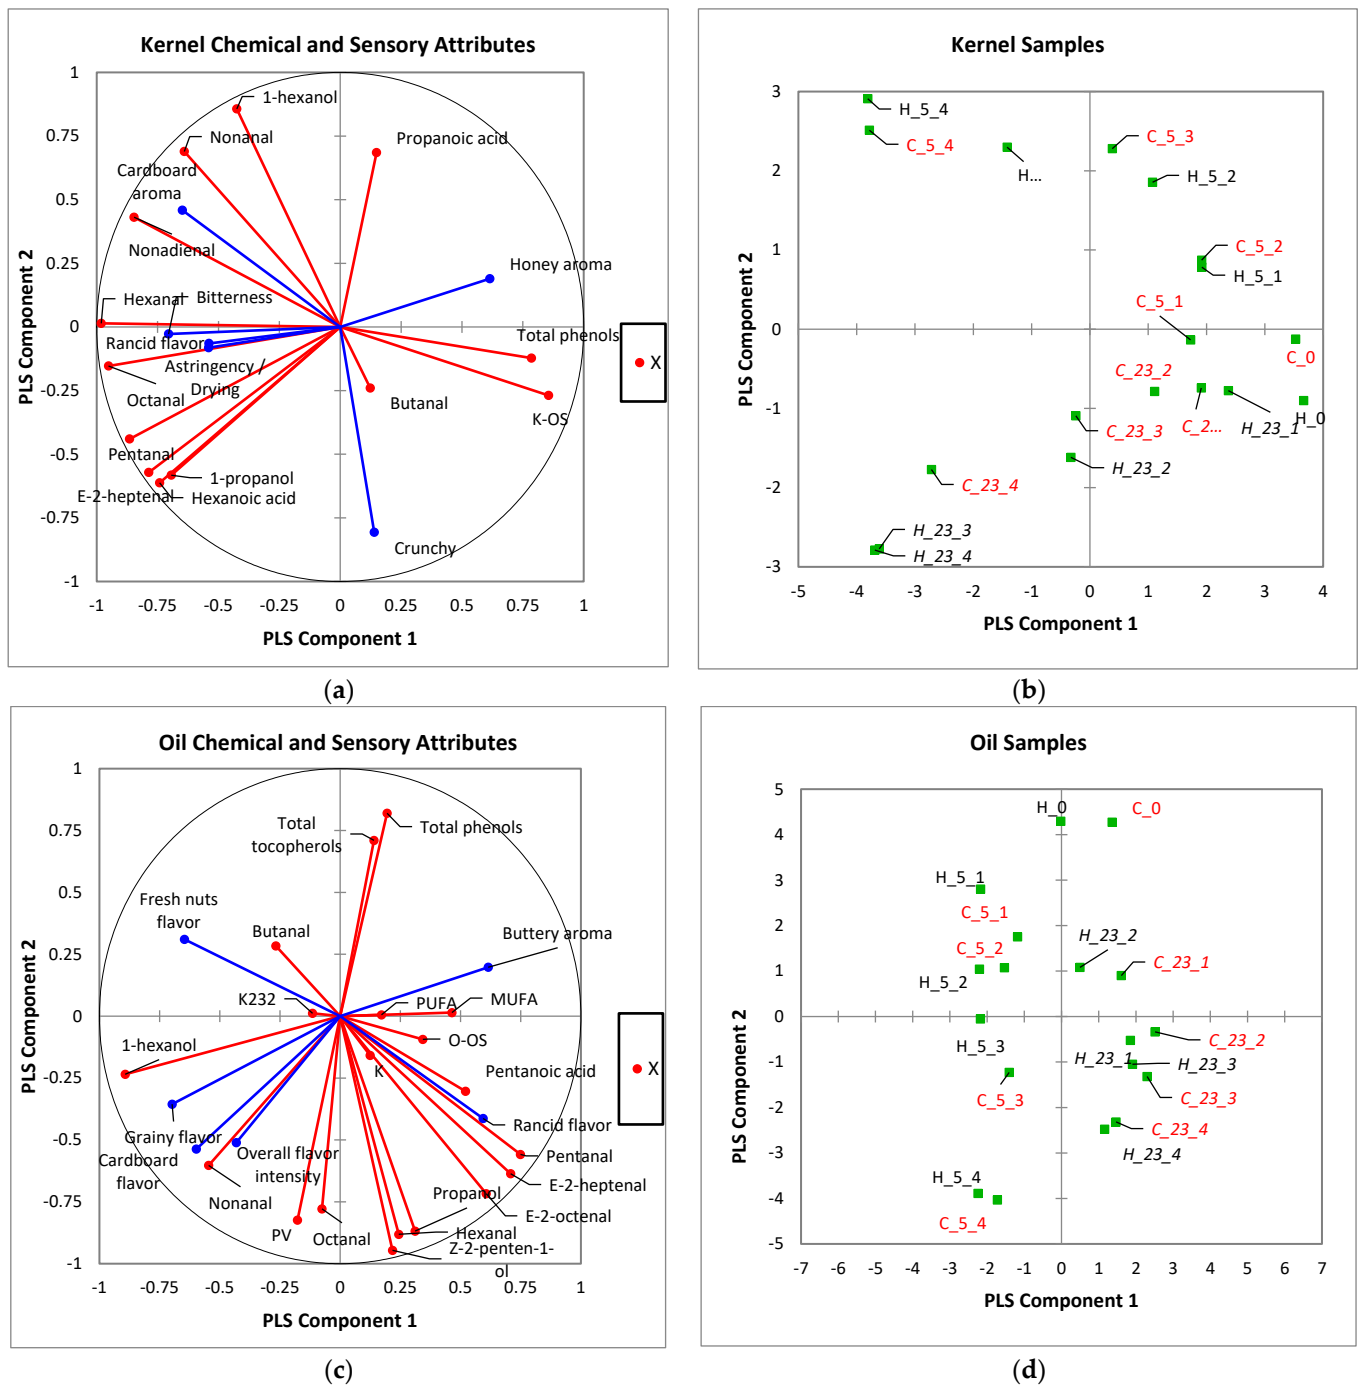 Kernel Chemical and Sensory Attributes
1
0.75
0.5
0.25
0
-0.25
-0.5
-0.75
-1
PLS Component 2
1-hexanol
Nonanal
Propanoic acid
Cardboard
aroma
Nonadienal
Honey aroma
Hexanal
Bitterness
Total phenols
Rancid flavor
Astringency /
Drying
Octanal
Butanal
K-OS
Pentanal
1-propanol
E-2-heptenal
Hexanoic acid
Crunchy
-1
-0.75
-0.5
-0.25
0
0.25
0.5
0.75
1
PLS Component 1
X
(a)
Kernel Samples
3
2
1
0
-1
-2
-3
PLS Component 2
H_5_4
C_5_4
H...
C_5_3
H_5_2
C_5_2
H_5_1
C_5_1
C_0
C_23_2
H_0
C_23_3
C_2...
H_23_1
H_23_2
C_23_4
H_23_3
H_23_4
-5
-4
-3
-2
-1
0
1
2
3
4
PLS Component 1
(b)
Oil Chemical and Sensory Attributes
1
0.75
0.5
0.25
0
-0.25
-0.5
-0.75
-1
PLS Component 2
Total
tocopherols
Total phenols
Fresh nuts
flavor
Butanal
Buttery aroma
K232
PUFA
MUFA
O-OS
1-hexanol
K
Pentanoic acid
Grainy flavor
Rancid flavor
Cardboard
flavor
Overall flavor
intensity
Pentanal
Nonanal
E-2-heptenal
Propanol
E-2-octenal
PV
Octanal
Hexanal
Z-2-penten-1-
ol
-1
-0.75
-0.5
-0.25
0
0.25
0.5
0.75
1
PLS Component 1
X
(c)
Oil Samples
5
4
3
2
1
0
-1
-2
-3
-4
-5
PLS Component 2
H_0
C_0
H_5_1
C_5_1
C_5_2
H_23_2
C_23_1
H_5_2
H_5_3
C_23_2
H_23_1
H_23_3
C_5_3
C_23_3
C_23_4
H_23_4
H_5_4
C_5_4
-7
-6
-5
-4
-3
-2
-1
0
1
2
3
4
5
6
7
PLS Component 1
(d)